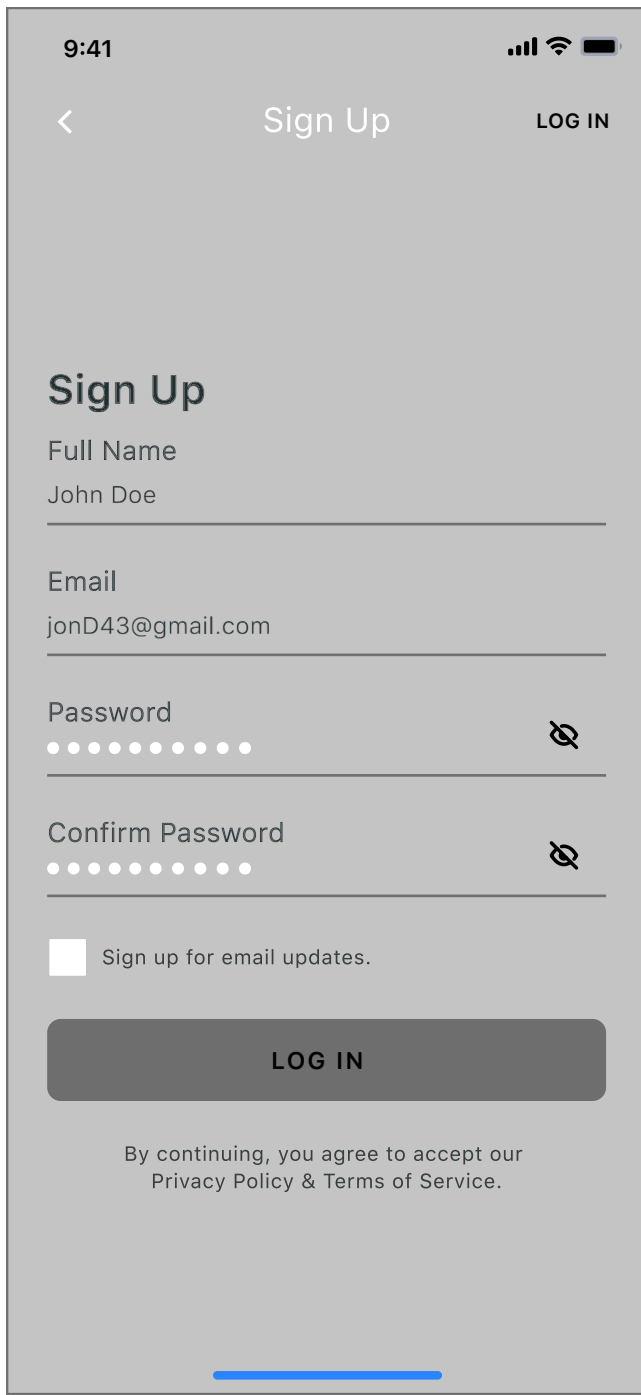 9:41
Sign Up
LOG IN
Sign Up
Full Name
John Doe
Email
jonD43@gmail.com
Password
Confirm Password
Sign up for email updates.
LOG IN
By continuing, you agree to accept our
Privacy Policy & Terms of Service.